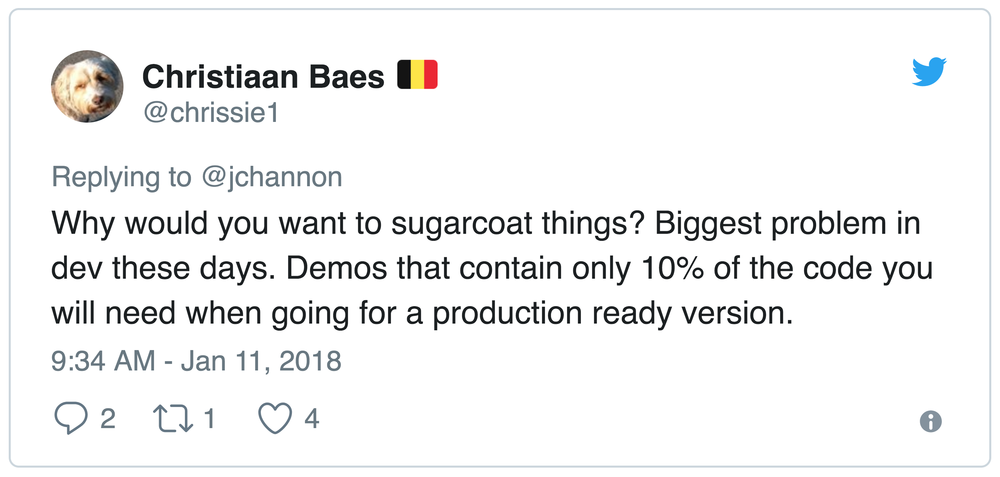 Christiaan Baes 🇧🇪
@chrissie1
Replying to @jchannon
Why would you want to sugarcoat things? Biggest problem in
dev these days. Demos that contain only 10% of the code you
will need when going for a production ready version.
9:34 AM - Jan 11, 2018
2 1 4